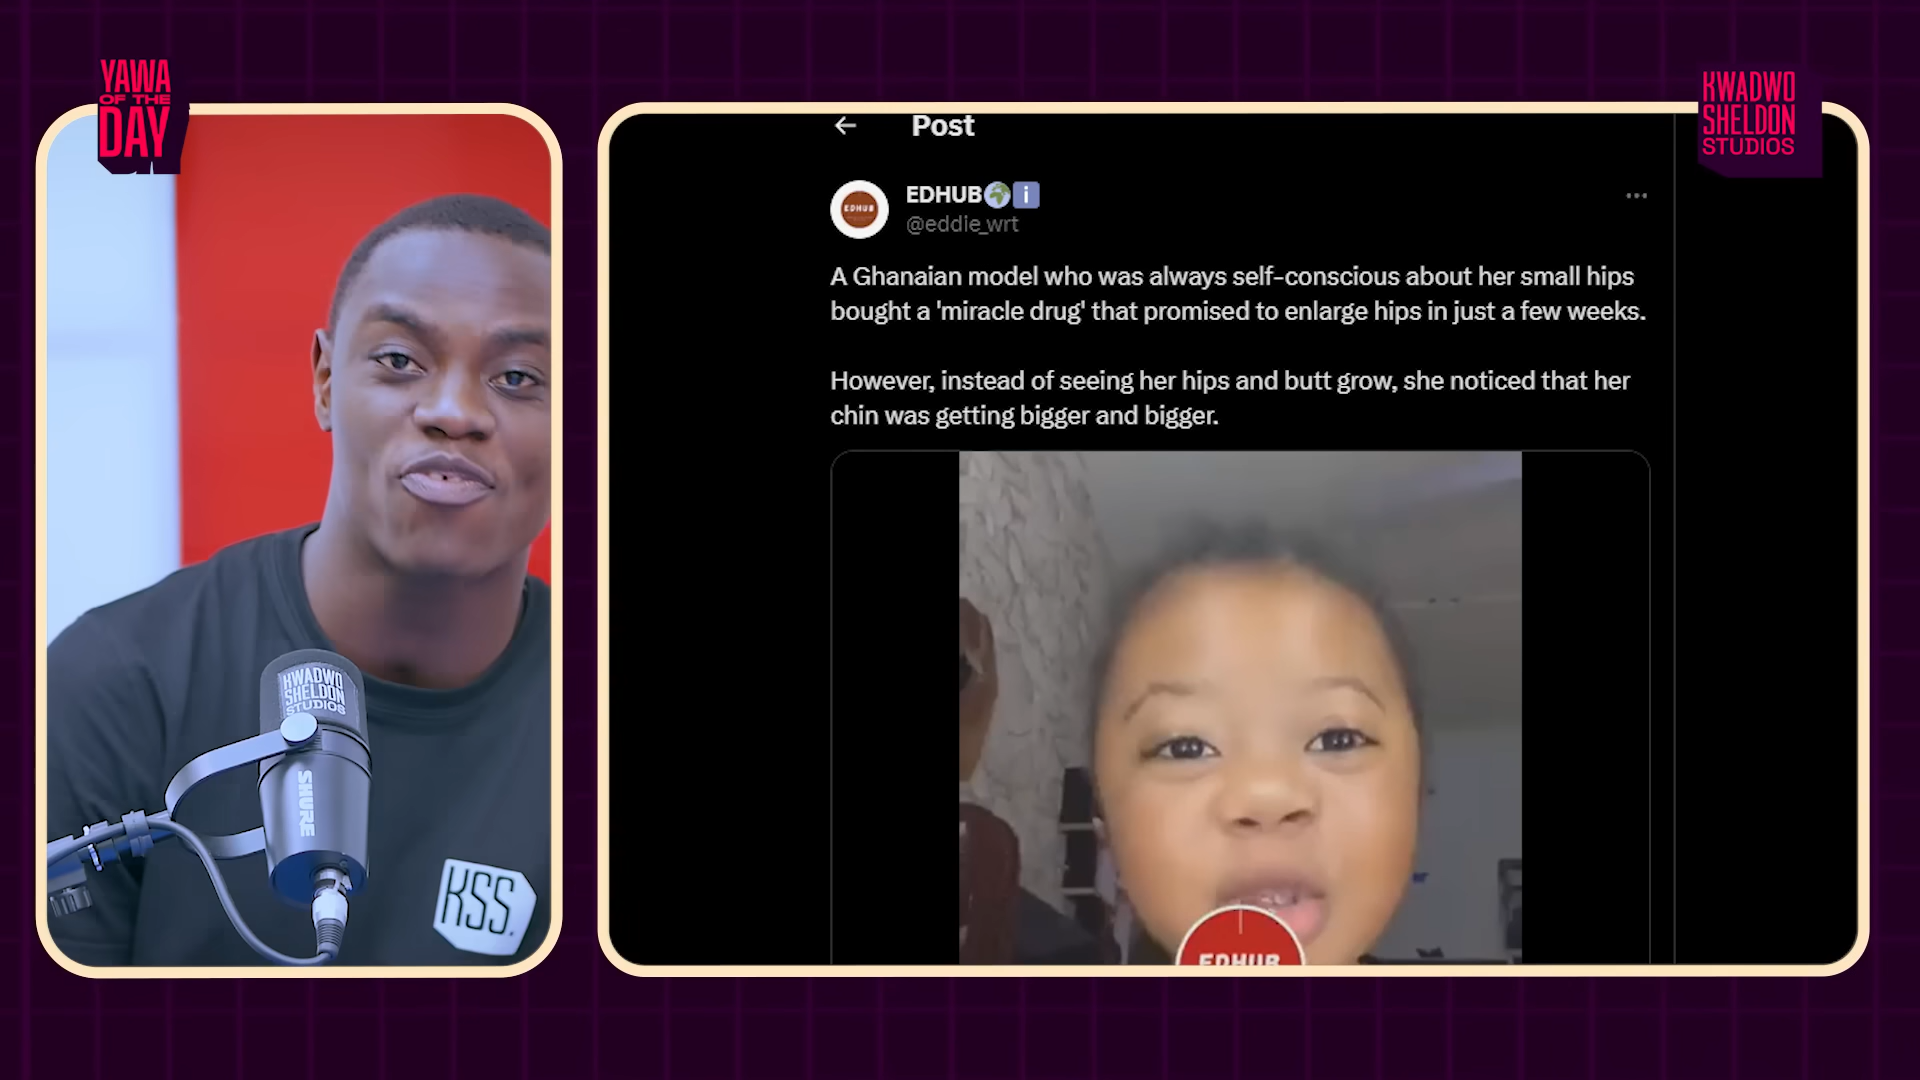 YAWA
OF THE
DAY
KWADWO
SHELDON
STUDIOS
KWADWO
SHELDON
STUDIOS
SHURE
KSS.
Post
EDHUB
EDHUB
@eddie_wrt
A Ghanaian model who was always self-conscious about her small hips
bought a 'miracle drug' that promised to enlarge hips in just a few weeks.
However, instead of seeing her hips and butt grow, she noticed that her
chin was getting bigger and bigger.
EDHUB